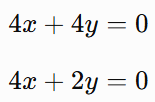 4x + 4y = 0
4x + 2y = 0